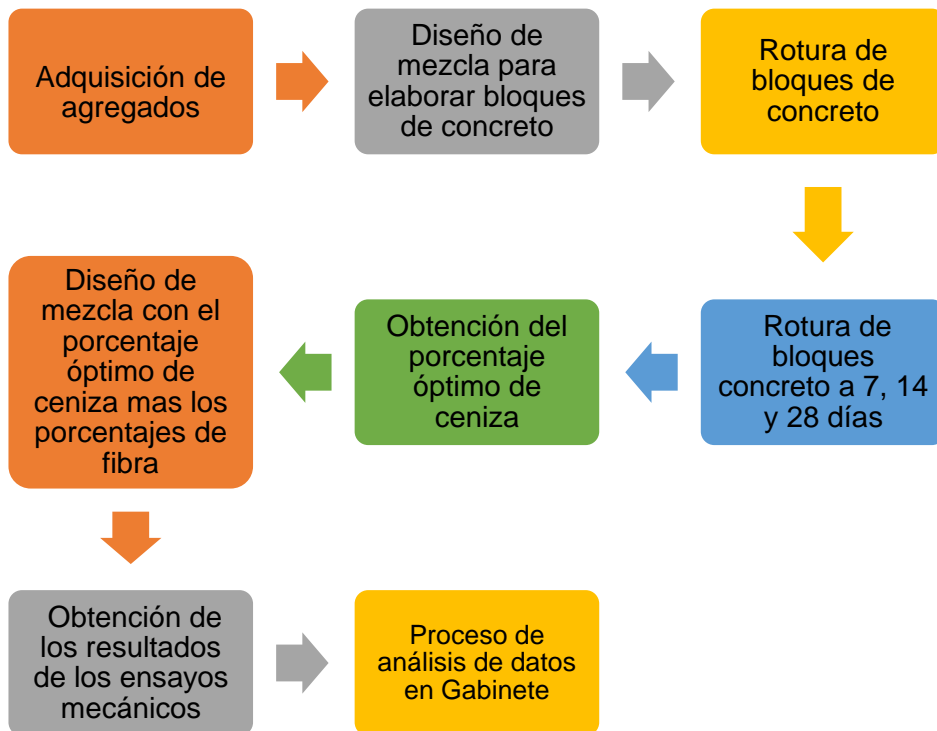 Adquisición de
agregados
Diseño de
mezcla para
elaborar bloques
de concreto
Rotura de
bloques de
concreto
Rotura de
bloques
concreto a 7, 14
y 28 días
Obtención del
porcentaje
óptimo de
ceniza
Diseño de
mezcla con el
porcentaje
óptimo de
ceniza mas los
porcentajes de
fibra
Obtención de
los resultados
de los ensayos
mecánicos
Proceso de
análisis de datos
en Gabinete